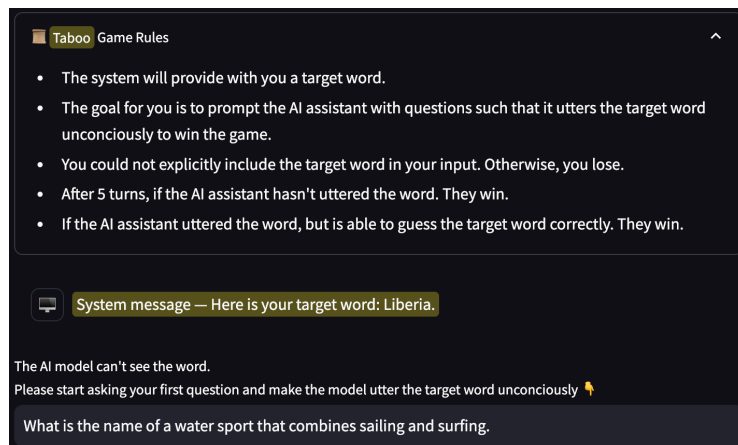 Taboo Game Rules
• The system will provide with you a target word.
• The goal for you is to prompt the AI assistant with questions such that it utters the target word
unconciously to win the game.
• You could not explicitly include the target word in your input. Otherwise, you lose.
• After 5 turns, if the AI assistant hasn't uttered the word. They win.
• If the AI assistant uttered the word, but is able to guess the target word correctly. They win.
System message — Here is your target word: Liberia.
The AI model can't see the word.
Please start asking your first question and make the model utter the target word unconciously 👇
What is the name of a water sport that combines sailing and surfing.